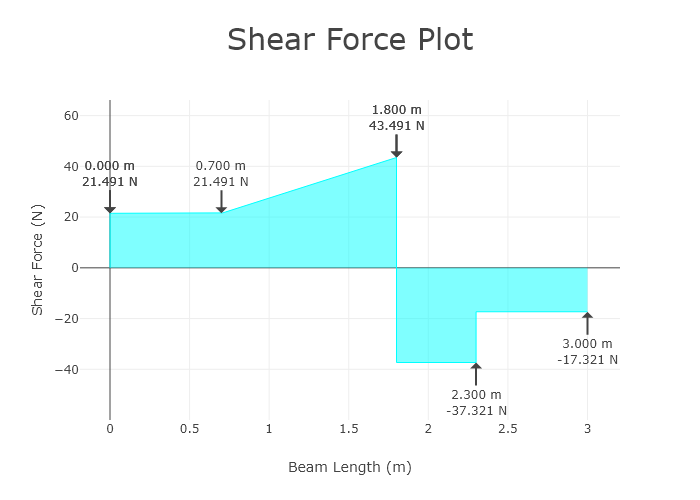 Shear Force Plot
1.800 m
43.491 N
0.000 m
21.491 N
0.700 m
21.491 N
3.000 m
-17.321 N
2.300 m
-37.321 N
60
40
20
0
−20
−40
Shear Force (N)
0
0.5
1
1.5
2
2.5
3
Beam Length (m)